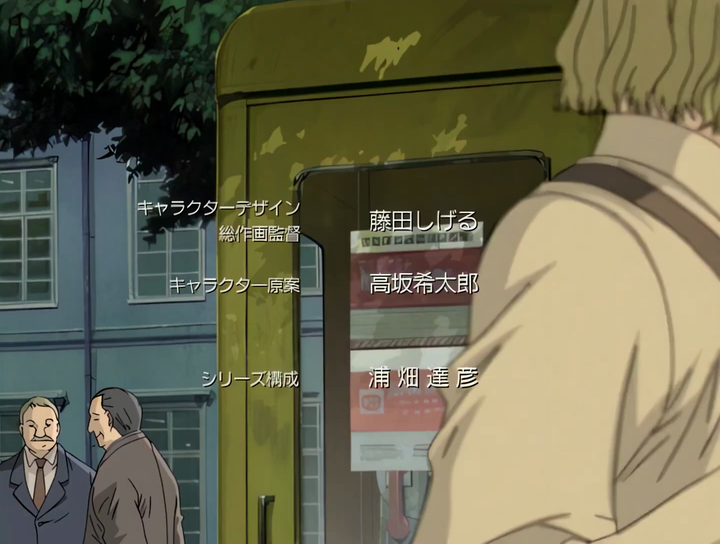 キャラクターデザイン
総作画監督 藤田しげる
キャラクター原案 高坂希太郎
シリーズ構成 浦畑達彦